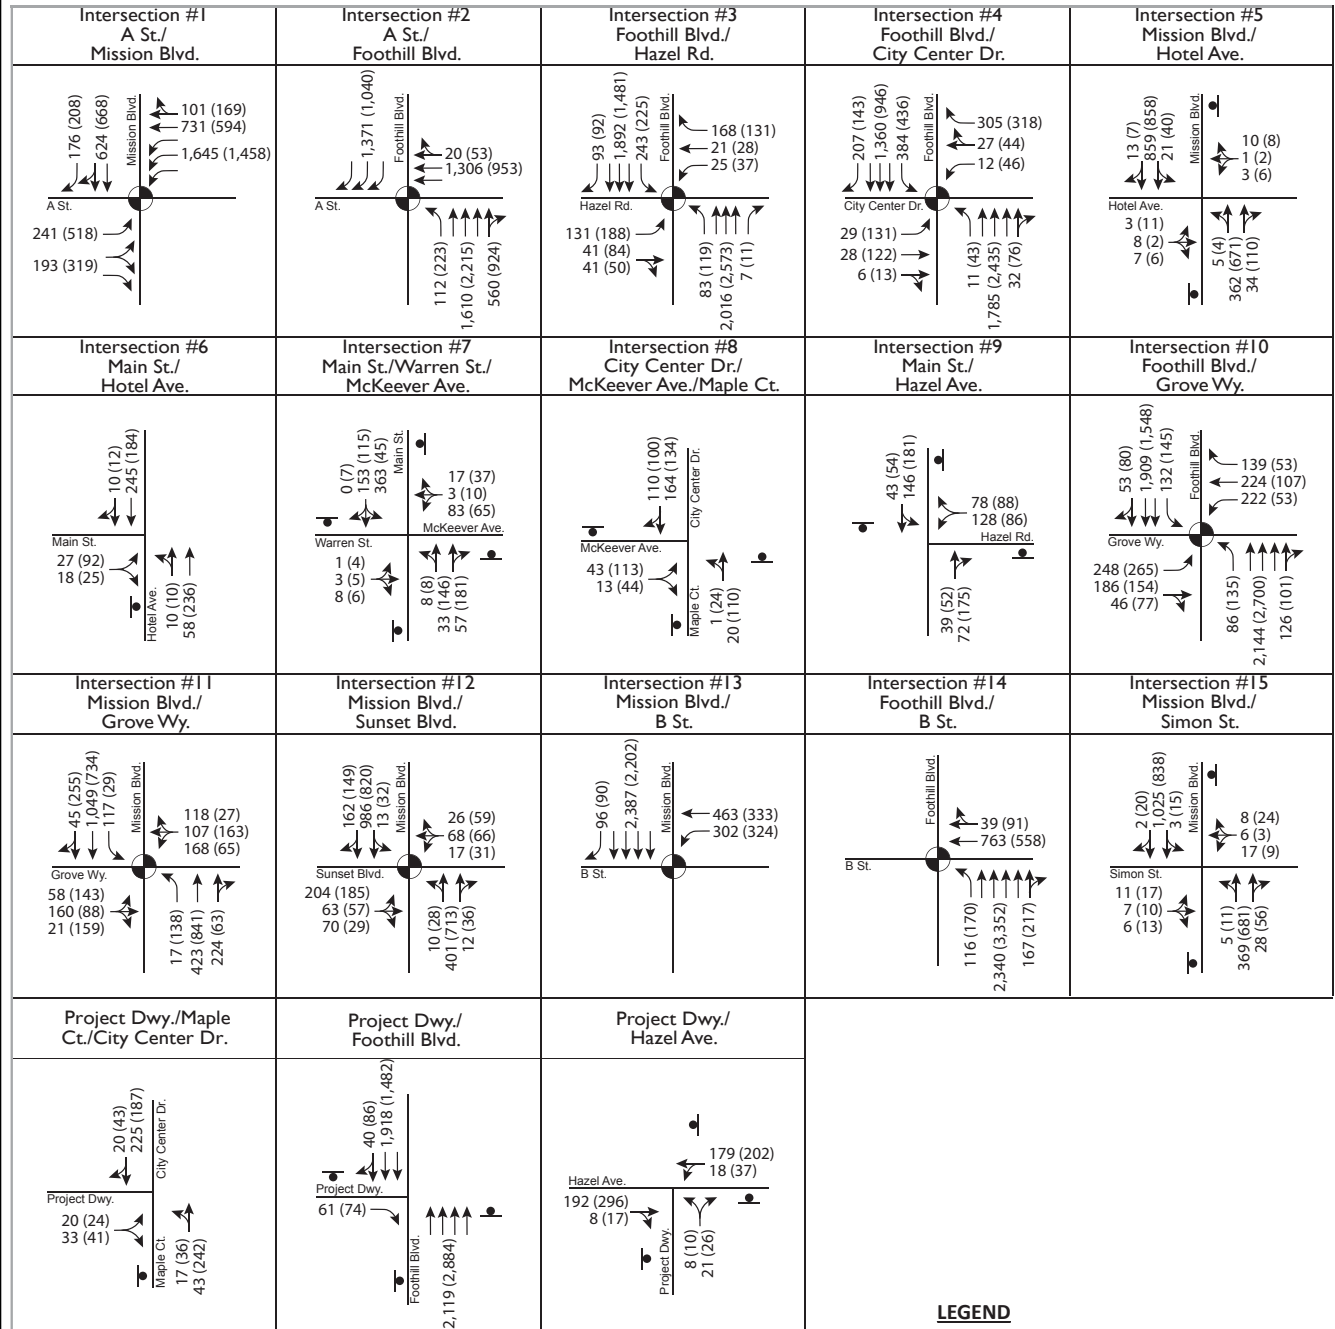 Intersection #1
A St./
Mission Blvd.
176 (208)
624 (668)
Mission Blvd.
101 (169)
731 (594)
1,645 (1,458)
A St.
241 (518)
193 (319)
Intersection #2
A St./
Foothill Blvd.
1,371 (1,040)
Foothill Blvd.
20 (53)
1,306 (953)
A St.
112 (223)
1,610 (2,215)
560 (924)
Intersection #3
Foothill Blvd./
Hazel Rd.
93 (92)
1,892 (1,481)
243 (225)
Foothill Blvd.
168 (131)
21 (28)
25 (37)
Hazel Rd.
131 (188)
41 (84)
41 (50)
83 (119)
2,016 (2,573)
7 (11)
Intersection #4
Foothill Blvd./
City Center Dr.
207 (143)
1,360 (946)
384 (436)
Foothill Blvd.
305 (318)
27 (44)
12 (46)
City Center Dr.
29 (131)
28 (122)
6 (13)
11 (43)
1,785 (2,435)
32 (76)
Intersection #5
Mission Blvd./
Hotel Ave.
13 (7)
859 (858)
21 (40)
Mission Blvd.
10 (8)
1 (2)
3 (6)
Hotel Ave.
3 (11)
8 (2)
7 (6)
5 (4)
362 (671)
34 (110)
Intersection #6
Main St./
Hotel Ave.
10 (12)
245 (184)
Main St.
27 (92)
18 (25)
Hotel Ave.
10 (10)
58 (236)
Intersection #7
Main St./Warren St./
McKeever Ave.
0 (7)
153 (115)
363 (45)
Main St.
17 (37)
3 (10)
83 (65)
McKeever Ave.
Warren St.
1 (4)
3 (5)
8 (6)
8 (8)
33 (146)
57 (181)
Intersection #8
City Center Dr./
McKeever Ave./Maple Ct.
110 (100)
164 (134)
City Center Dr.
McKeever Ave.
43 (113)
13 (44)
Maple Ct.
1 (24)
20 (110)
Intersection #9
Main St./
Hazel Ave.
43 (54)
146 (181)
78 (88)
128 (86)
Hazel Rd.
39 (52)
72 (175)
Intersection #10
Foothill Blvd./
Grove Wy.
53 (80)
1,909 (1,548)
132 (145)
Foothill Blvd.
139 (53)
224 (107)
222 (53)
Grove Wy.
248 (265)
186 (154)
46 (77)
86 (135)
2,144 (2,700)
126 (101)
Intersection #11
Mission Blvd./
Grove Wy.
45 (255)
1,049 (734)
117 (29)
Mission Blvd.
118 (27)
107 (163)
168 (65)
Grove Wy.
58 (143)
160 (88)
21 (159)
17 (138)
423 (841)
224 (63)
Intersection #12
Mission Blvd./
Sunset Blvd.
162 (149)
986 (820)
13 (32)
Mission Blvd.
26 (59)
68 (66)
17 (31)
Sunset Blvd.
204 (185)
63 (57)
70 (29)
10 (28)
401 (713)
12 (36)
Intersection #13
Mission Blvd./
B St.
96 (90)
2,387 (2,202)
Mission Blvd.
463 (333)
302 (324)
B St.
Intersection #14
Foothill Blvd./
B St.
Foothill Blvd.
39 (91)
763 (558)
B St.
116 (170)
2,340 (3,352)
167 (217)
Intersection #15
Mission Blvd./
Simon St.
2 (20)
1,025 (838)
3 (15)
Mission Blvd.
8 (24)
6 (3)
17 (9)
Simon St.
11 (17)
7 (10)
6 (13)
5 (11)
369 (681)
28 (56)
Project Dwy./Maple
Ct./City Center Dr.
20 (43)
225 (187)
City Center Dr.
Project Dwy.
20 (24)
33 (41)
Maple Ct.
17 (36)
43 (242)
Project Dwy./
Foothill Blvd.
40 (86)
1,918 (1,482)
Project Dwy.
61 (74)
Foothill Blvd.
2,119 (2,884)
Project Dwy./
Hazel Ave.
179 (202)
18 (37)
Hazel Ave.
192 (296)
8 (17)
Project Dwy.
8 (10)
21 (26)
LEGEND